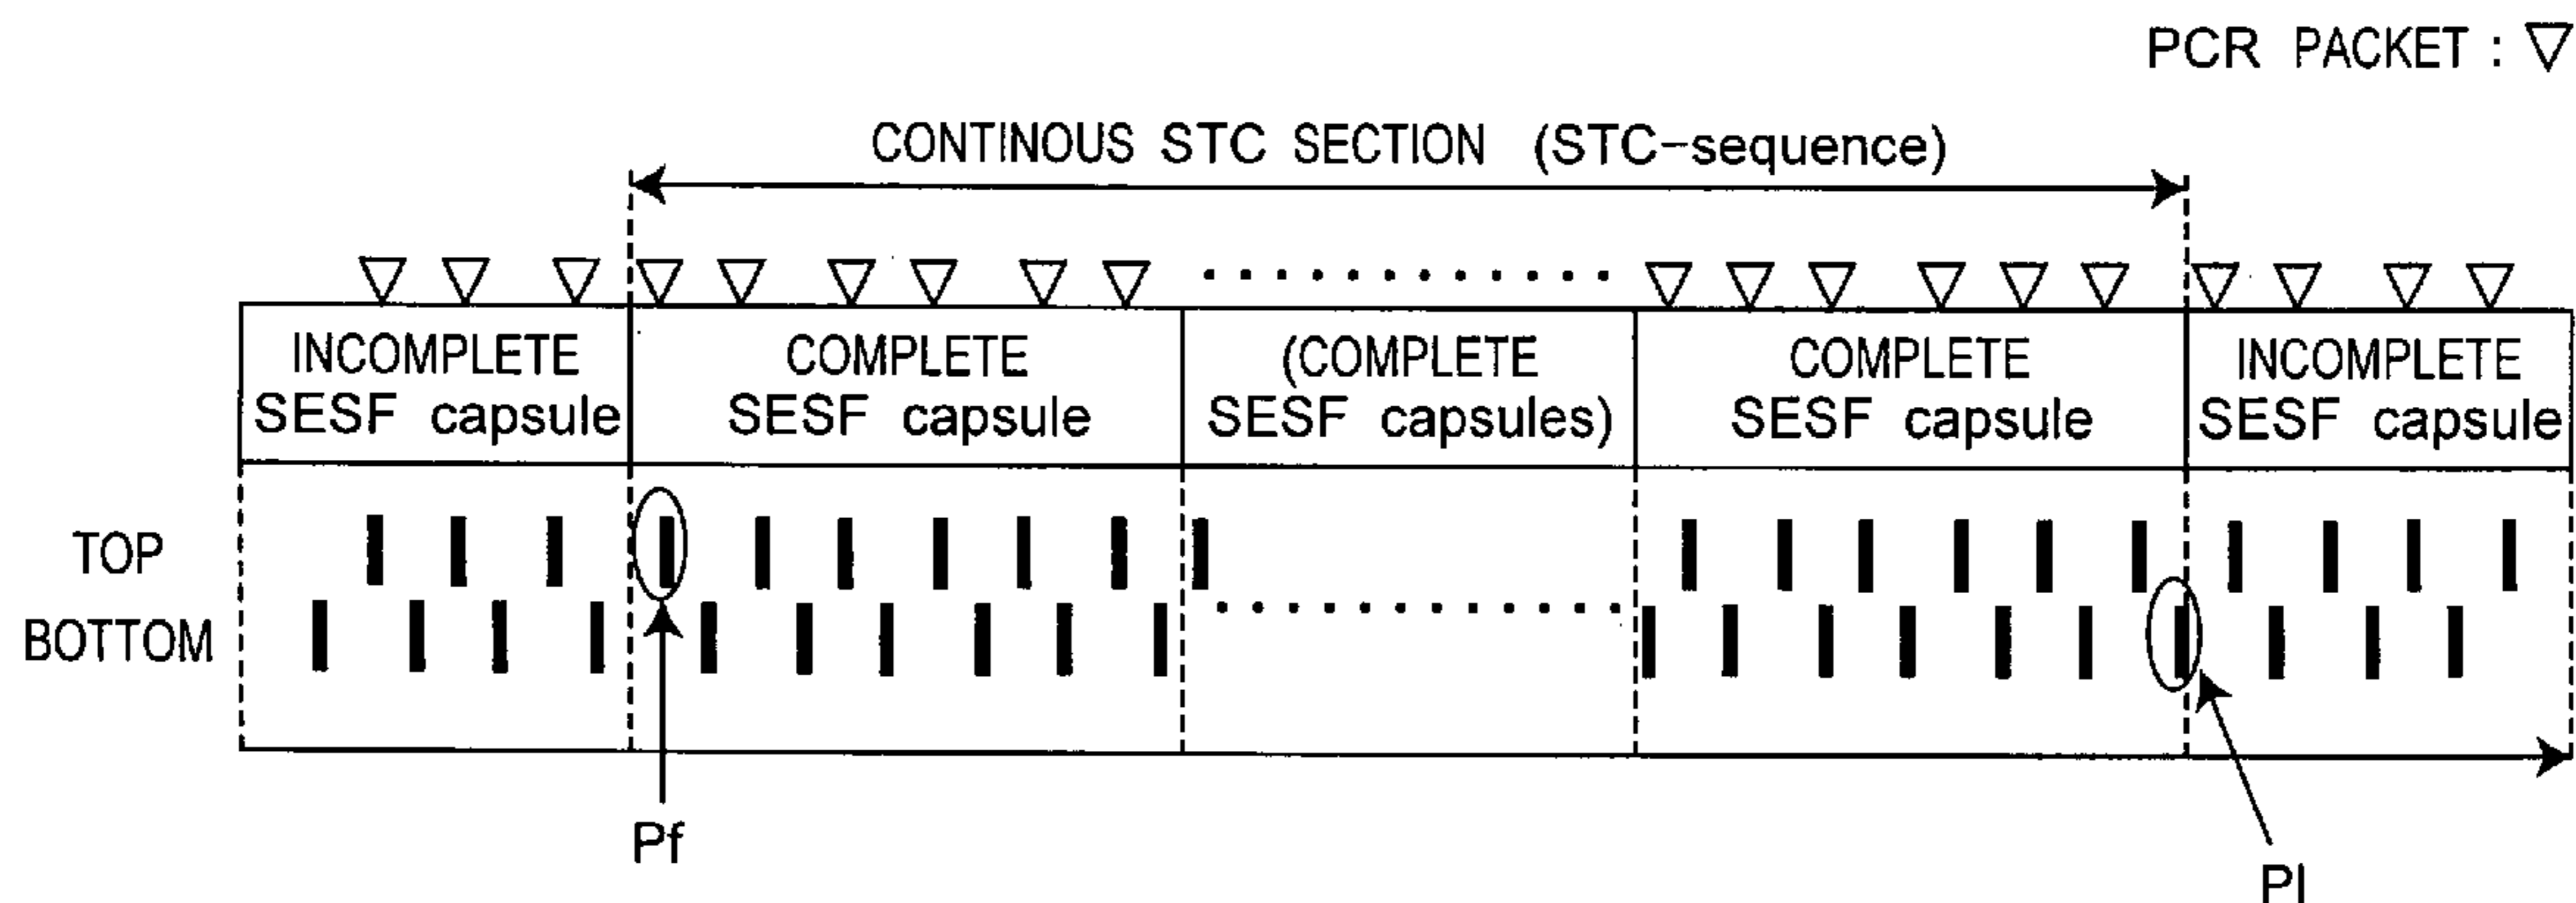 PCR PACKET : ▽
CONTINOUS STC SECTION (STC-sequence)
INCOMPLETE
SESF capsule
COMPLETE
SESF capsule
(COMPLETE
SESF capsules)
COMPLETE
SESF capsule
INCOMPLETE
SESF capsule
TOP
BOTTOM
Pf
Pl